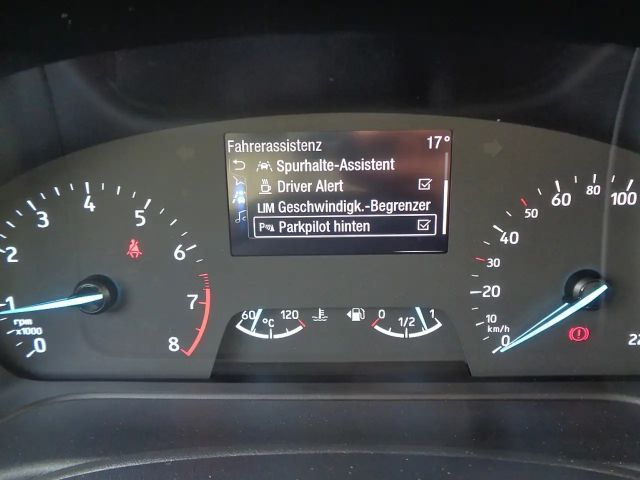 Fahrerassistenz 17°
Spurhalte-Assistent
Driver Alert
LIM Geschwindigk.-Begrenzer
P Parkpilot hinten
0 1 2 3 4 5 6 7 8
rpm
x1000
60 °C 120
0 1/2 1
0 10 20 30 40 50 60 80 100
km/h